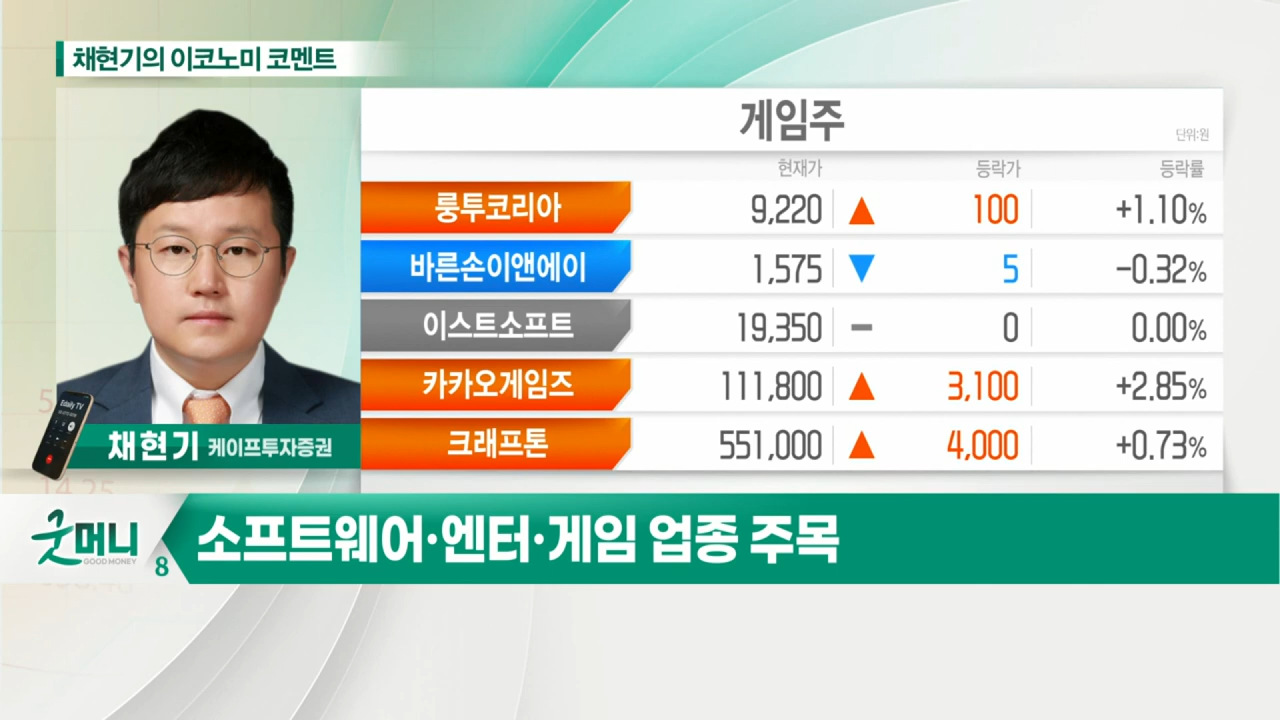 채현기의 이코노미 코멘트
게임주
단위:원
현재가 등락가 등락률
룽투코리아 9,220 ▲ 100 +1.10%
바른손이앤에이 1,575 ▼ 5 -0.32%
이스트소프트 19,350 - 0 0.00%
카카오게임즈 111,800 ▲ 3,100 +2.85%
크래프톤 551,000 ▲ 4,000 +0.73%
Edaily TV
채현기 케이프투자증권
14.25
굿머니
GOOD MONEY
8
소프트웨어·엔터·게임 업종 주목